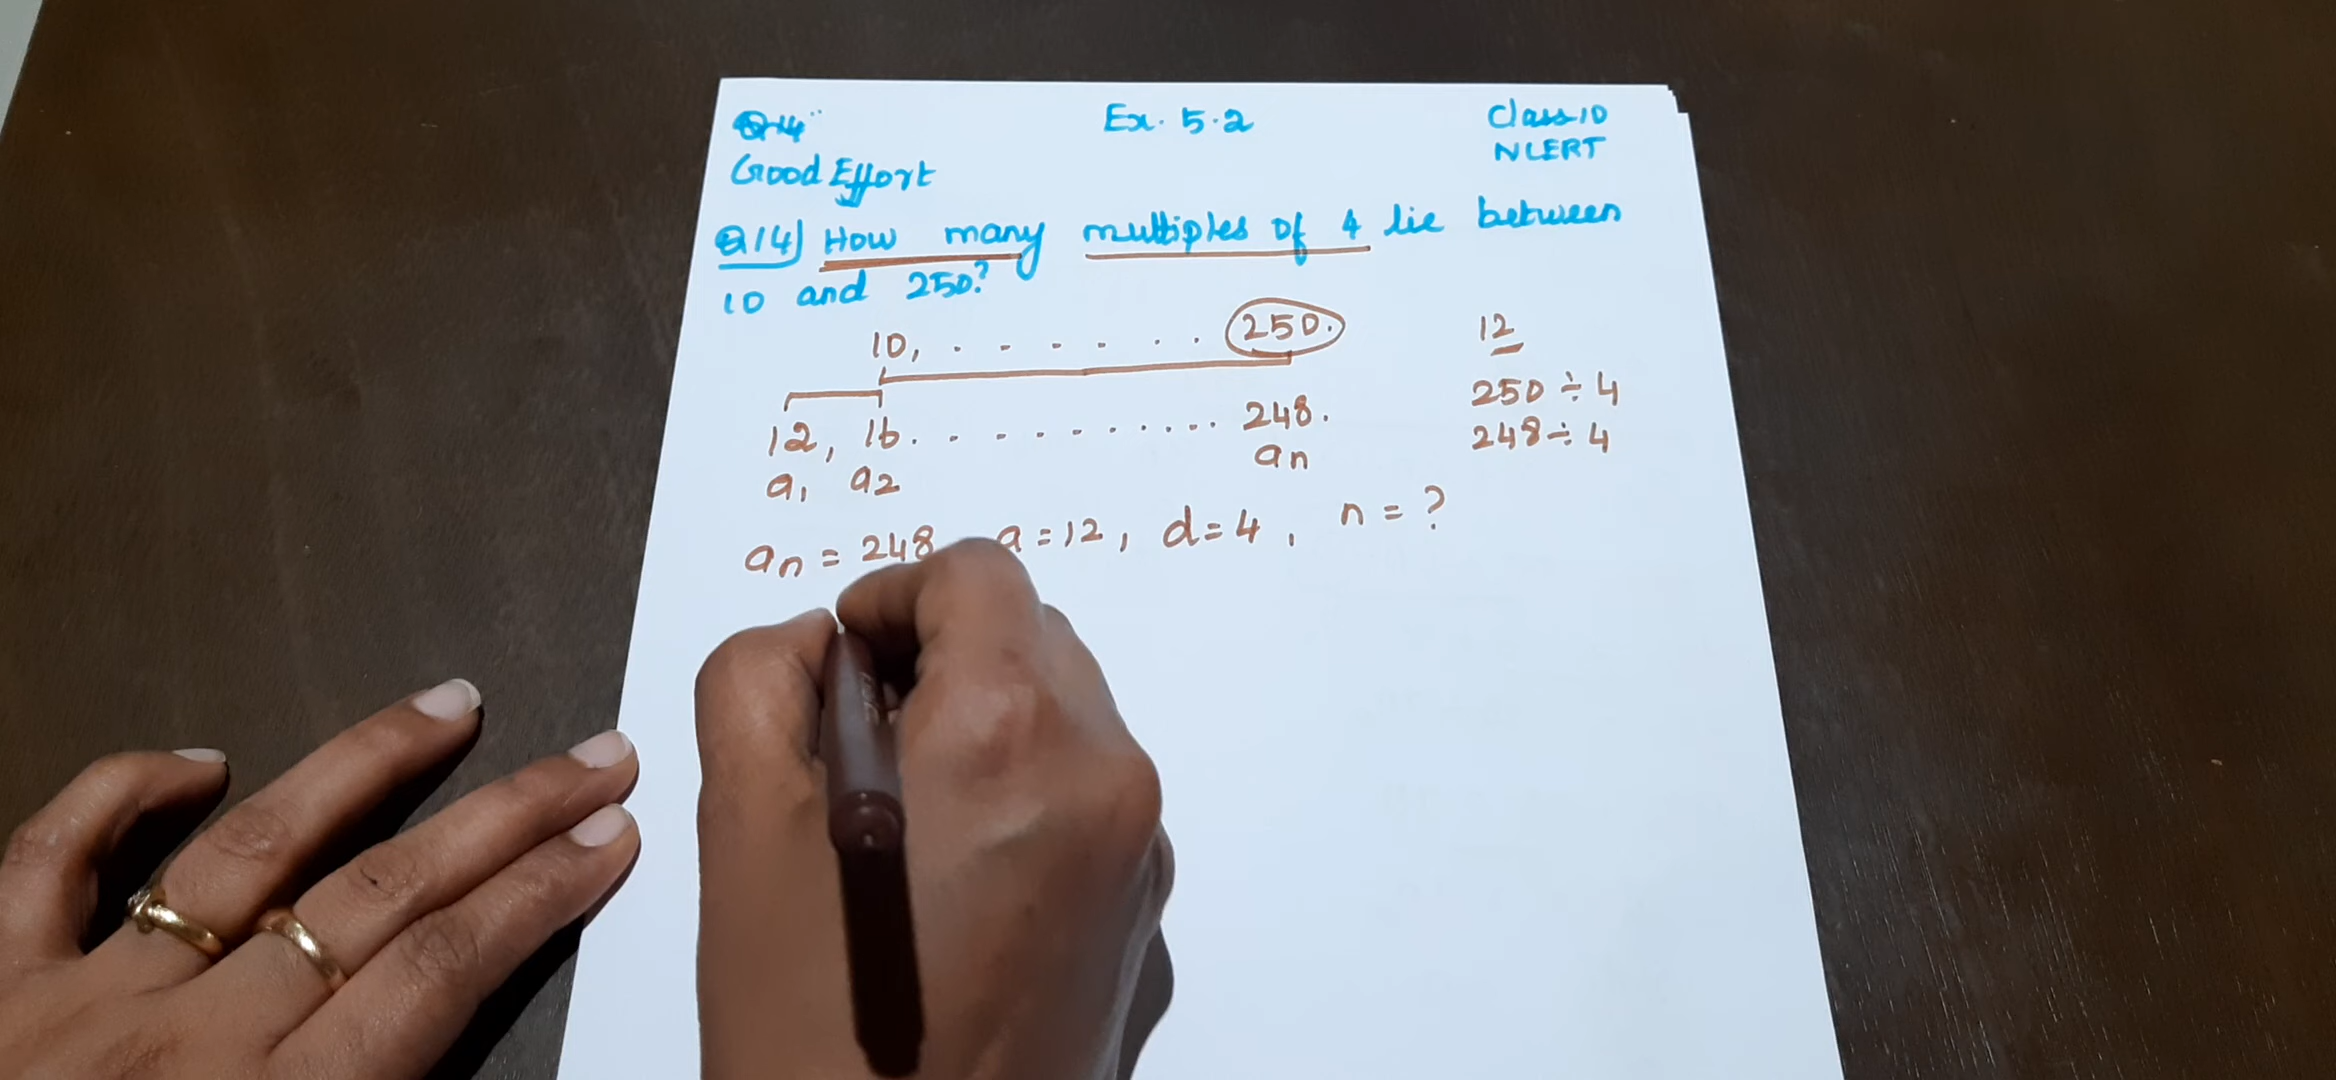 Q14 Ex. 5.2 Class 10
Good Effort NCERT
Q14) How many multiples of 4 lie between
10 and 250?
10, . . . . . . 250. 12
250 ÷ 4
12, 16. . . . . . . . . . . 248. 248 ÷ 4
a1 a2 an
an = 248 a = 12, d = 4, n = ?